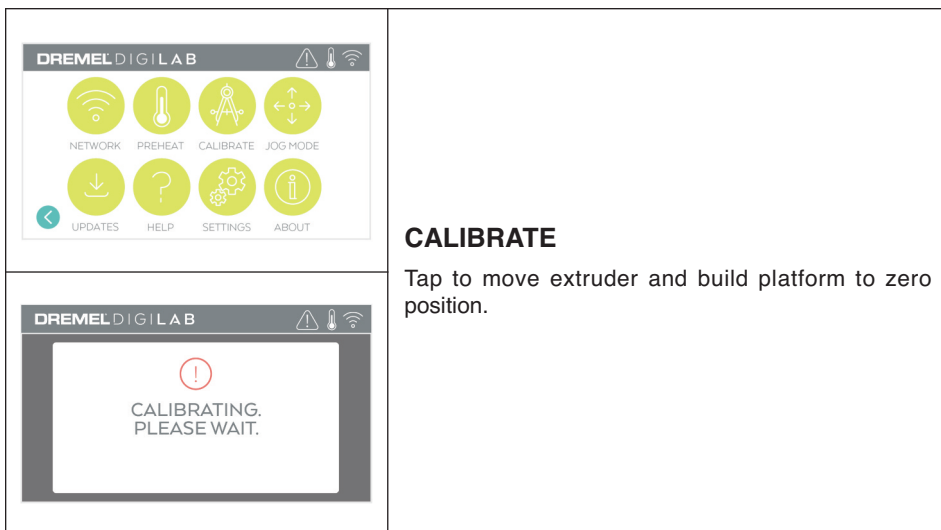 DREMEL DIGILAB
NETWORK PREHEAT CALIBRATE JOG MODE
UPDATES HELP SETTINGS ABOUT
DREMEL DIGILAB
CALIBRATING.
PLEASE WAIT.
CALIBRATE
Tap to move extruder and build platform to zero
position.